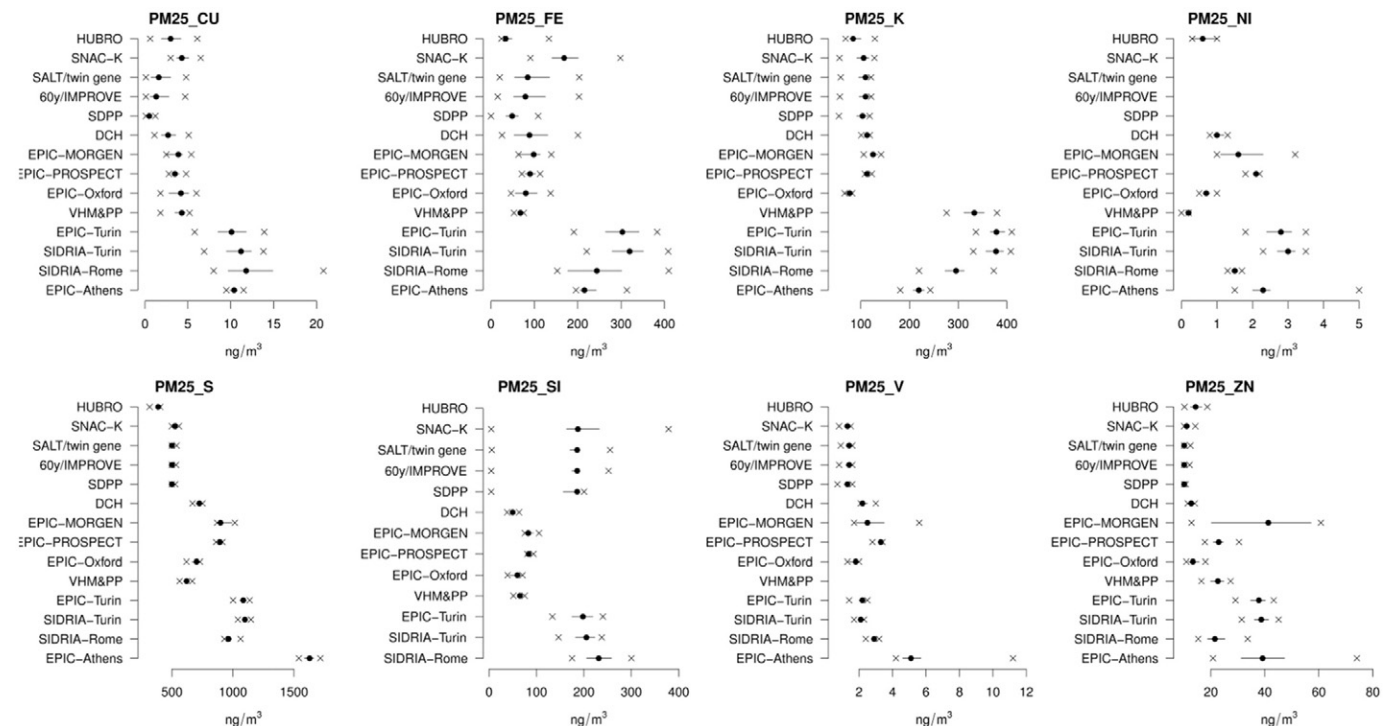 PM25_CU
HUBRO
SNAC−K
SALT/twin gene
60y/IMPROVE
SDPP
DCH
EPIC−MORGEN
EPIC−PROSPECT
EPIC−Oxford
VHM&PP
EPIC−Turin
SIDRIA−Turin
SIDRIA−Rome
EPIC−Athens
0 5 10 15 20
ng/m³
PM25_FE
HUBRO
SNAC−K
SALT/twin gene
60y/IMPROVE
SDPP
DCH
EPIC−MORGEN
EPIC−PROSPECT
EPIC−Oxford
VHM&PP
EPIC−Turin
SIDRIA−Turin
SIDRIA−Rome
EPIC−Athens
0 100 200 300 400
ng/m³
PM25_K
HUBRO
SNAC−K
SALT/twin gene
60y/IMPROVE
SDPP
DCH
EPIC−MORGEN
EPIC−PROSPECT
EPIC−Oxford
VHM&PP
EPIC−Turin
SIDRIA−Turin
SIDRIA−Rome
EPIC−Athens
100 200 300 400
ng/m³
PM25_NI
HUBRO
SNAC−K
SALT/twin gene
60y/IMPROVE
SDPP
DCH
EPIC−MORGEN
EPIC−PROSPECT
EPIC−Oxford
VHM&PP
EPIC−Turin
SIDRIA−Turin
SIDRIA−Rome
EPIC−Athens
0 1 2 3 4 5
ng/m³
PM25_S
HUBRO
SNAC−K
SALT/twin gene
60y/IMPROVE
SDPP
DCH
EPIC−MORGEN
EPIC−PROSPECT
EPIC−Oxford
VHM&PP
EPIC−Turin
SIDRIA−Turin
SIDRIA−Rome
EPIC−Athens
500 1000 1500
ng/m³
PM25_SI
HUBRO
SNAC−K
SALT/twin gene
60y/IMPROVE
SDPP
DCH
EPIC−MORGEN
EPIC−PROSPECT
EPIC−Oxford
VHM&PP
EPIC−Turin
SIDRIA−Turin
SIDRIA−Rome
0 100 200 300 400
ng/m³
PM25_V
HUBRO
SNAC−K
SALT/twin gene
60y/IMPROVE
SDPP
DCH
EPIC−MORGEN
EPIC−PROSPECT
EPIC−Oxford
VHM&PP
EPIC−Turin
SIDRIA−Turin
SIDRIA−Rome
EPIC−Athens
2 4 6 8 10 12
ng/m³
PM25_ZN
HUBRO
SNAC−K
SALT/twin gene
60y/IMPROVE
SDPP
DCH
EPIC−MORGEN
EPIC−PROSPECT
EPIC−Oxford
VHM&PP
EPIC−Turin
SIDRIA−Turin
SIDRIA−Rome
EPIC−Athens
20 40 60 80
ng/m³